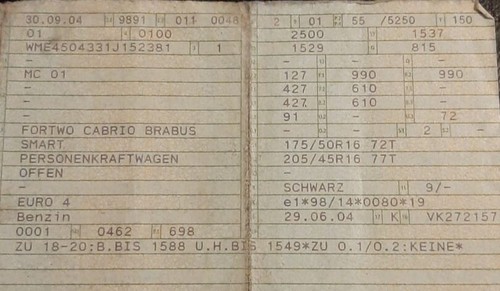 30.09.04 9891 011 0048
01 0100
WME4504331J152381 1
-
MC 01
-
-
-
FORTWO CABRIO BRABUS
SMART
PERSONENKRAFTWAGEN
OFFEN
-
EURO 4
Benzin
0001 0462 698
2 01 55 /5250 150
2500 1537
1529 815
- -
127 990 990
427 610 -
427 610 -
91 - 72
- - 2 -
175/50R16 72T
205/45R16 77T
-
SCHWARZ 9/-
e1*98/14*0080*19
29.06.04 K VK272157
ZU 18-20;B.BIS 1588 U.H.BIS 1549*ZU O.1/O.2:KEINE*